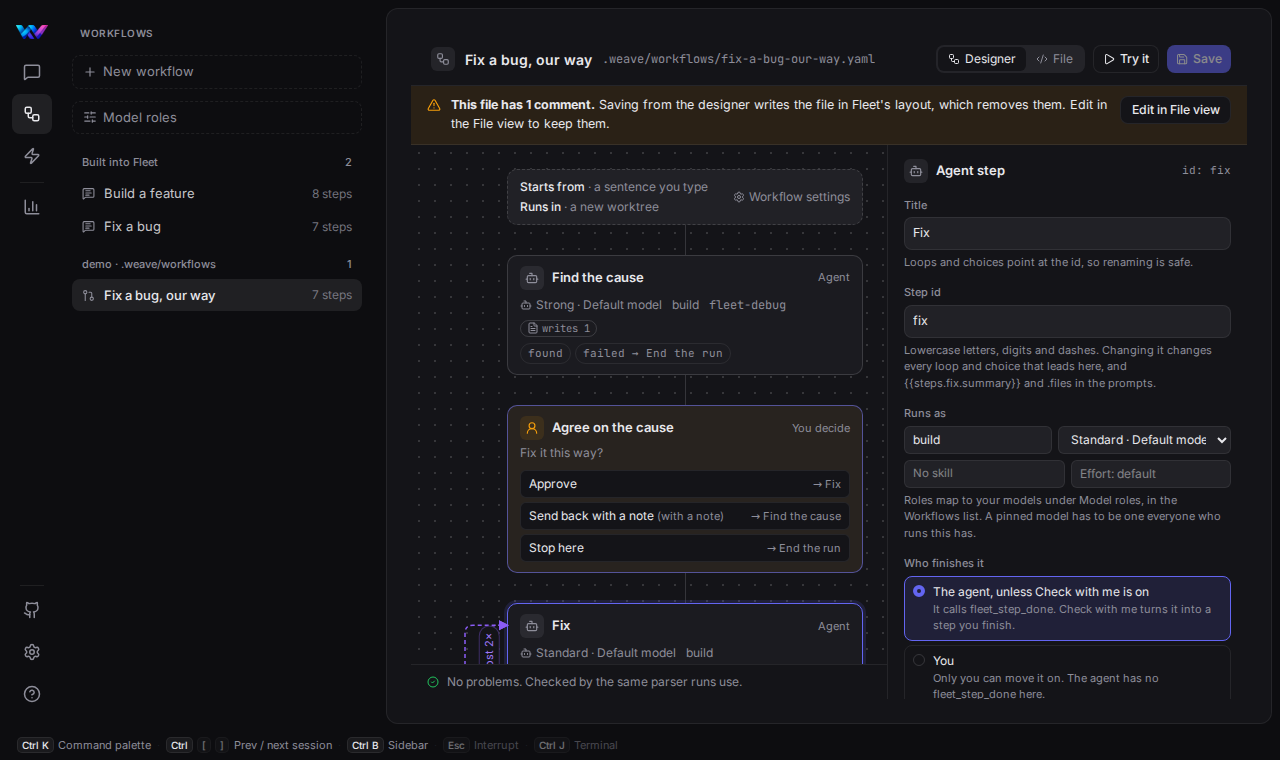 WORKFLOWS
New workflow
Model roles
Built into Fleet 2
Build a feature 8 steps
Fix a bug 7 steps
demo · .weave/workflows 1
Fix a bug, our way 7 steps
Fix a bug, our way .weave/workflows/fix-a-bug-our-way.yaml
Designer File Try it Save
This file has 1 comment. Saving from the designer writes the file in Fleet's layout, which removes them. Edit in
the File view to keep them.
Edit in File view
Starts from · a sentence you type
Runs in · a new worktree
Workflow settings
Find the cause Agent
Strong · Default model build fleet-debug
writes 1
found failed → End the run
Agree on the cause You decide
Fix it this way?
Approve → Fix
Send back with a note (with a note) → Find the cause
Stop here → End the run
Fix Agent
Standard · Default model build
2×
No problems. Checked by the same parser runs use.
Agent step id: fix
Title
Fix
Loops and choices point at the id, so renaming is safe.
Step id
fix
Lowercase letters, digits and dashes. Changing it changes
every loop and choice that leads here, and
{{steps.fix.summary}} and .files in the prompts.
Runs as
build Standard · Default mode
No skill Effort: default
Roles map to your models under Model roles, in the
Workflows list. A pinned model has to be one everyone who
runs this has.
Who finishes it
The agent, unless Check with me is on
It calls fleet_step_done. Check with me turns it into a
step you finish.
You
Only you can move it on. The agent has no
fleet_step_done here.
Ctrl K Command palette Ctrl [ ] Prev / next session Ctrl B Sidebar Esc Interrupt Ctrl J Terminal